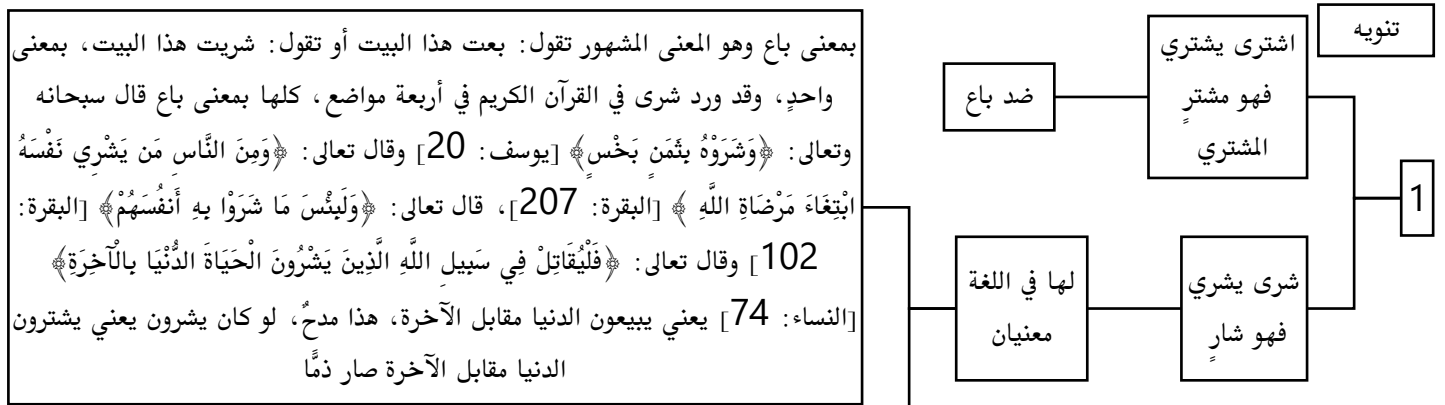 تنويه
1
اشترى يشتري
فهو مشترٍ
المشتري
ضد باع
شرى يشري
فهو شارٍ
لها في اللغة
معنيان
بمعنى باع وهو المعنى المشهور تقول: بعت هذا البيت أو تقول: شريت هذا البيت، بمعنى
واحدٍ، وقد ورد شرى في القرآن الكريم في أربعة مواضع، كلها بمعنى باع قال سبحانه
وتعالى: ﴿وَشَرَوْهُ بِثَمَنٍ بَخْسٍ﴾ [يوسف: 20] وقال تعالى: ﴿وَمِنَ النَّاسِ مَن يَشْرِي نَفْسَهُ
ابْتِغَاءَ مَرْضَاةِ اللَّهِ ﴾ [البقرة: 207]، قال تعالى: ﴿وَلَبِئْسَ مَا شَرَوْا بِهِ أَنفُسَهُمْ﴾ [البقرة:
102] وقال تعالى: ﴿فَلْيُقَاتِلْ فِي سَبِيلِ اللَّهِ الَّذِينَ يَشْرُونَ الْحَيَاةَ الدُّنْيَا بِالْآخِرَةِ﴾
[النساء: 74] يعني يبيعون الدنيا مقابل الآخرة، هذا مدحٌ، لو كان يشرون يعني يشترون
الدنيا مقابل الآخرة صار ذمًّا